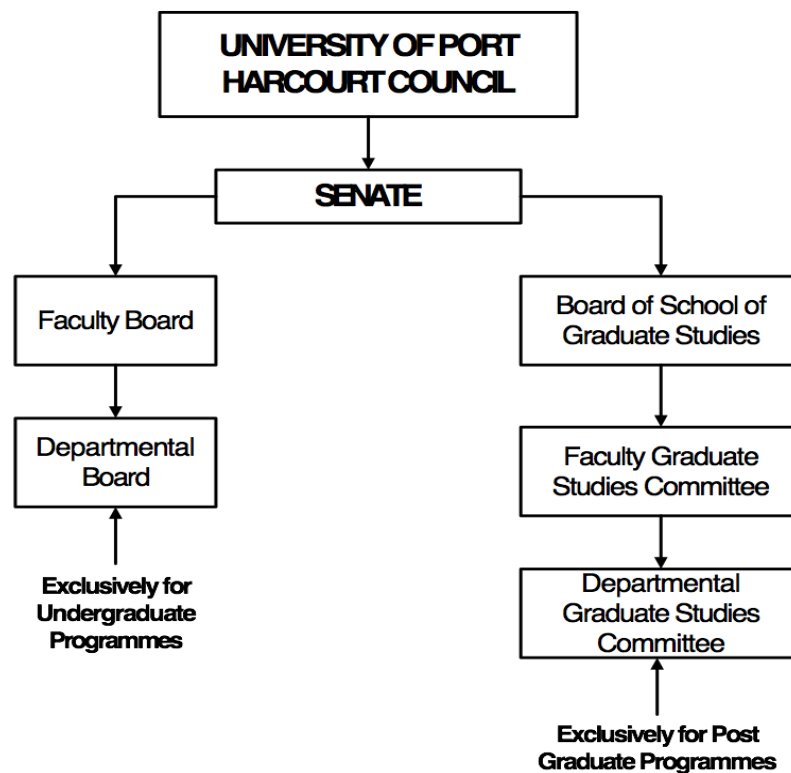 UNIVERSITY OF PORT
HARCOURT COUNCIL
SENATE
Faculty Board
Departmental
Board
Exclusively for
Undergraduate
Programmes
Board of School of
Graduate Studies
Faculty Graduate
Studies Committee
Departmental
Graduate Studies
Committee
Exclusively for Post
Graduate Programmes